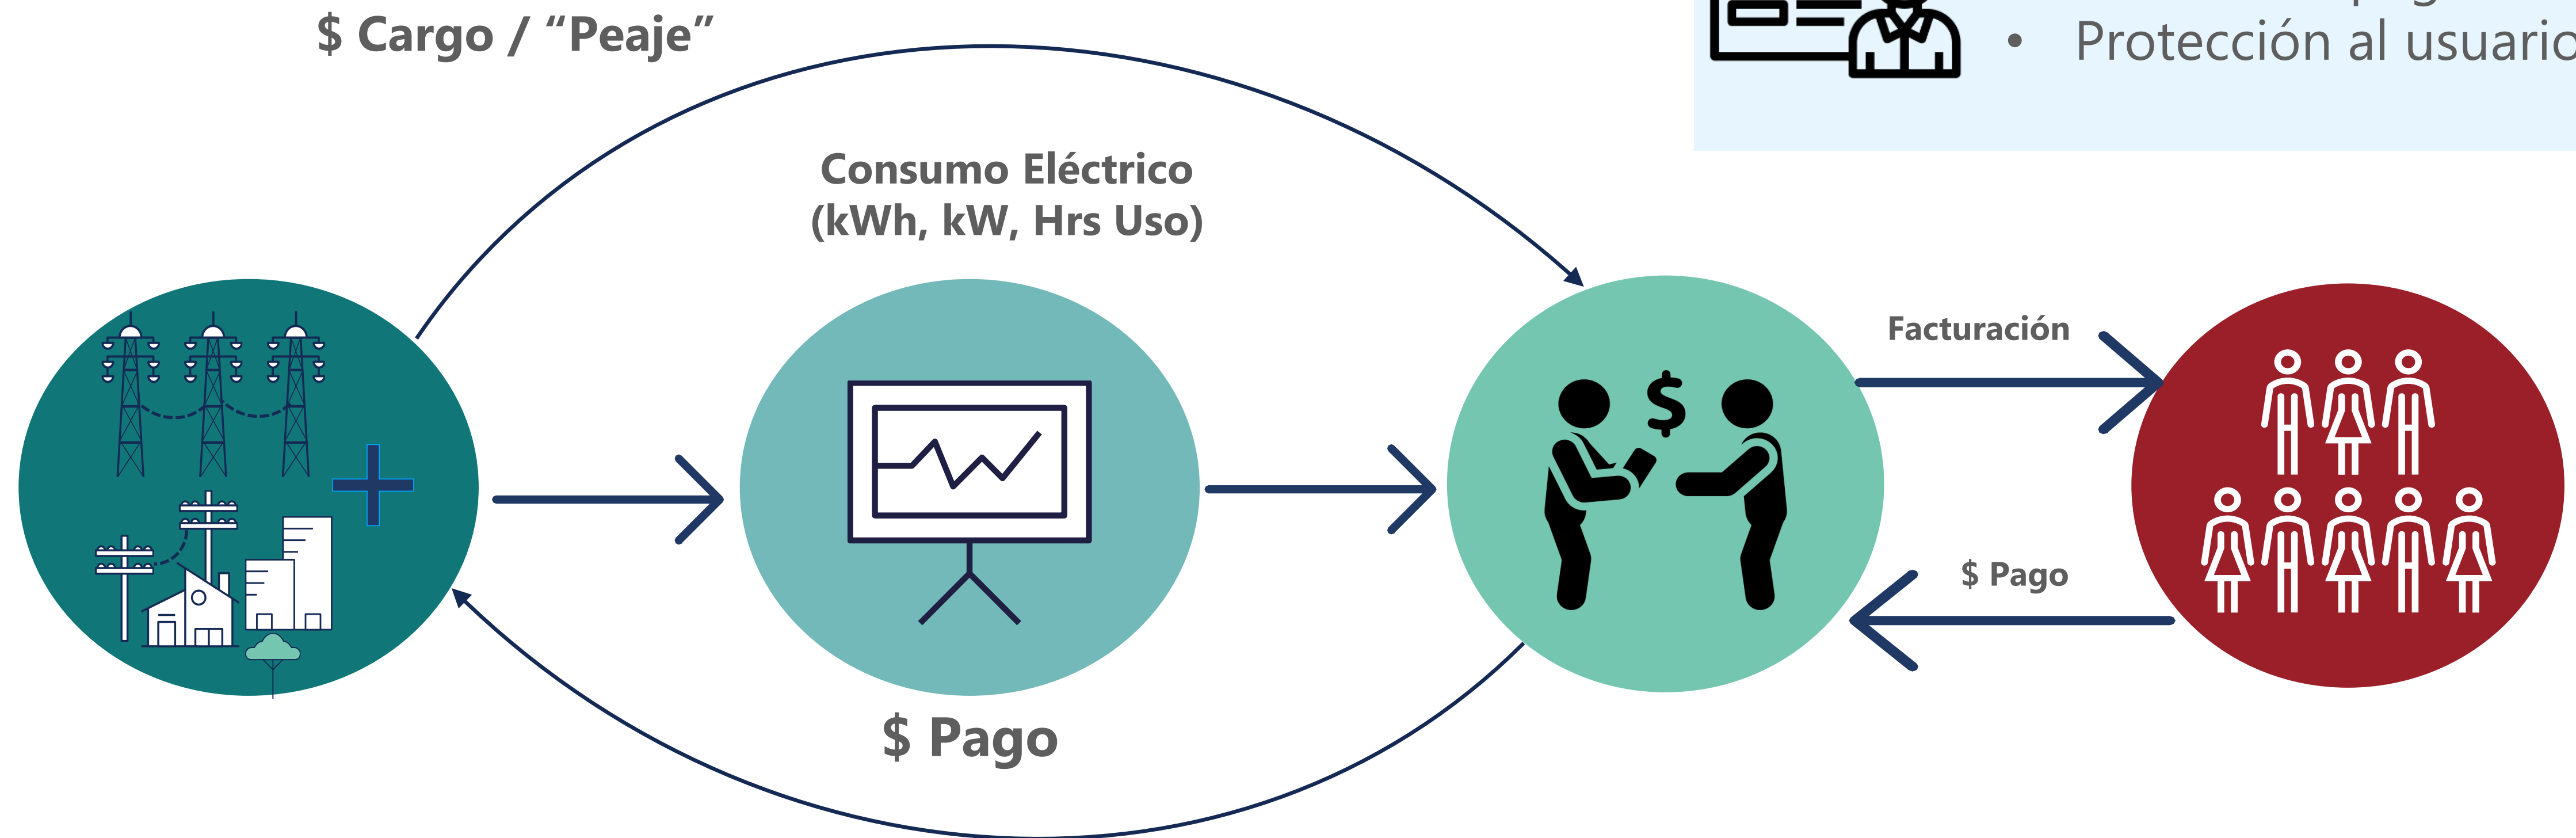 $ Cargo / “Peaje”
• Protección al usuario
Consumo Eléctrico
(kWh, kW, Hrs Uso)
Facturación
$ Pago
$ Pago
$